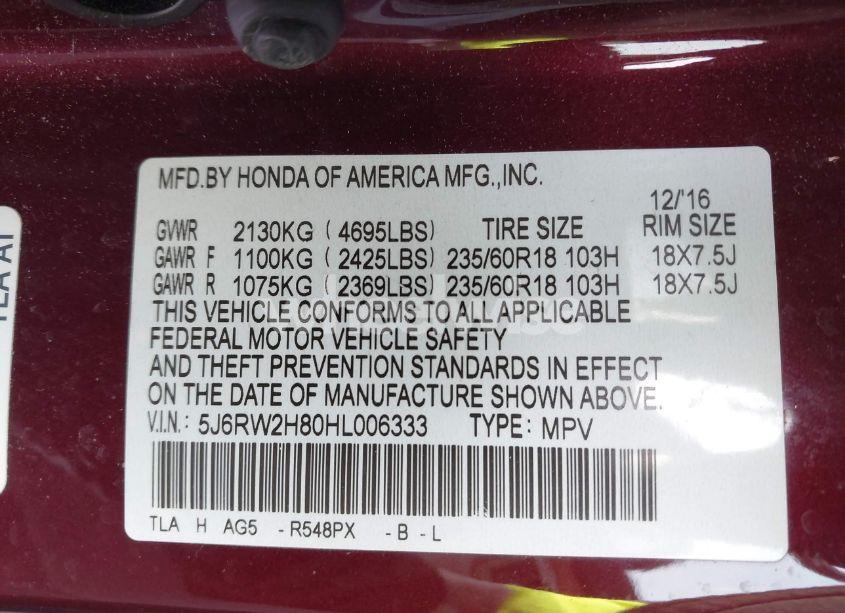 MFD.BY HONDA OF AMERICA MFG.,INC.
12/'16
GVWR 2130KG ( 4695LBS) TIRE SIZE RIM SIZE
GAWR F 1100KG ( 2425LBS) 235/60R18 103H 18X7.5J
GAWR R 1075KG ( 2369LBS) 235/60R18 103H 18X7.5J
THIS VEHICLE CONFORMS TO ALL APPLICABLE
FEDERAL MOTOR VEHICLE SAFETY
AND THEFT PREVENTION STANDARDS IN EFFECT
ON THE DATE OF MANUFACTURE SHOWN ABOVE.
V.I.N.: 5J6RW2H80HL006333 TYPE: MPV
TLA H AG5 -R548PX -B-L
TLA A1